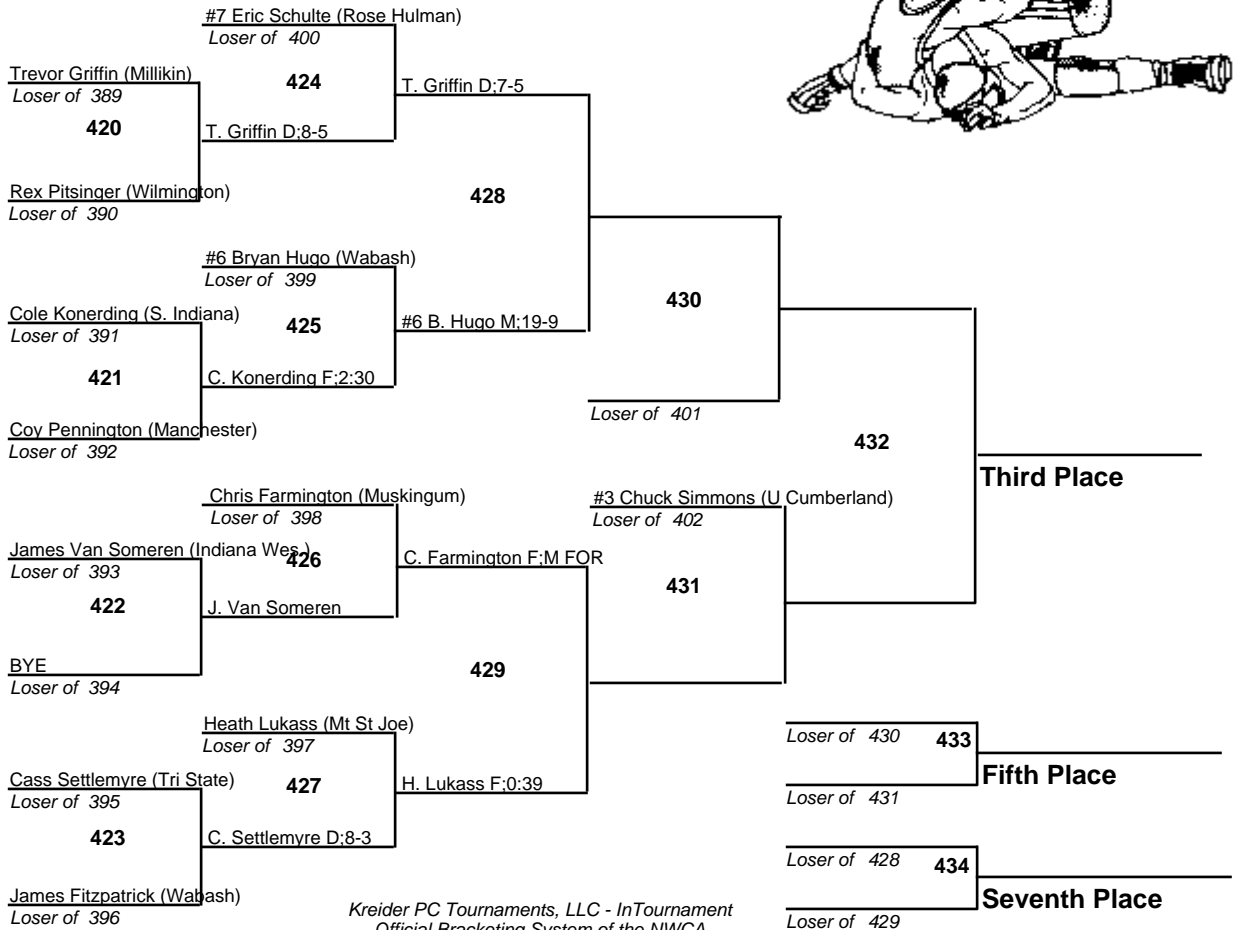 #7 Eric Schulte (Rose Hulman)
Loser of 400
Trevor Griffin (Millikin)
Loser of 389
424
T. Griffin D;7-5
420
T. Griffin D;8-5
Rex Pitsinger (Wilmington)
Loser of 390
428
#6 Bryan Hugo (Wabash)
Loser of 399
Cole Konerding (S. Indiana)
Loser of 391
425
#6 B. Hugo M;19-9
430
421
C. Konerding F;2:30
Loser of 401
Coy Pennington (Manchester)
Loser of 392
432
Third Place
Chris Farmington (Muskingum)
Loser of 398
#3 Chuck Simmons (U Cumberland)
Loser of 402
James Van Someren (Indiana Wes.)
Loser of 393
426
C. Farmington F;M FOR
431
422
J. Van Someren
BYE
Loser of 394
429
Heath Lukass (Mt St Joe)
Loser of 397
Loser of 430
433
Fifth Place
Cass Settlemyre (Tri State)
Loser of 395
427
H. Lukass F;0:39
Loser of 431
423
C. Settlemyre D;8-3
Loser of 428
434
Seventh Place
James Fitzpatrick (Wabash)
Loser of 396
Loser of 429
Kreider PC Tournaments, LLC - InTournament
Official Bracketing System of the NWCA